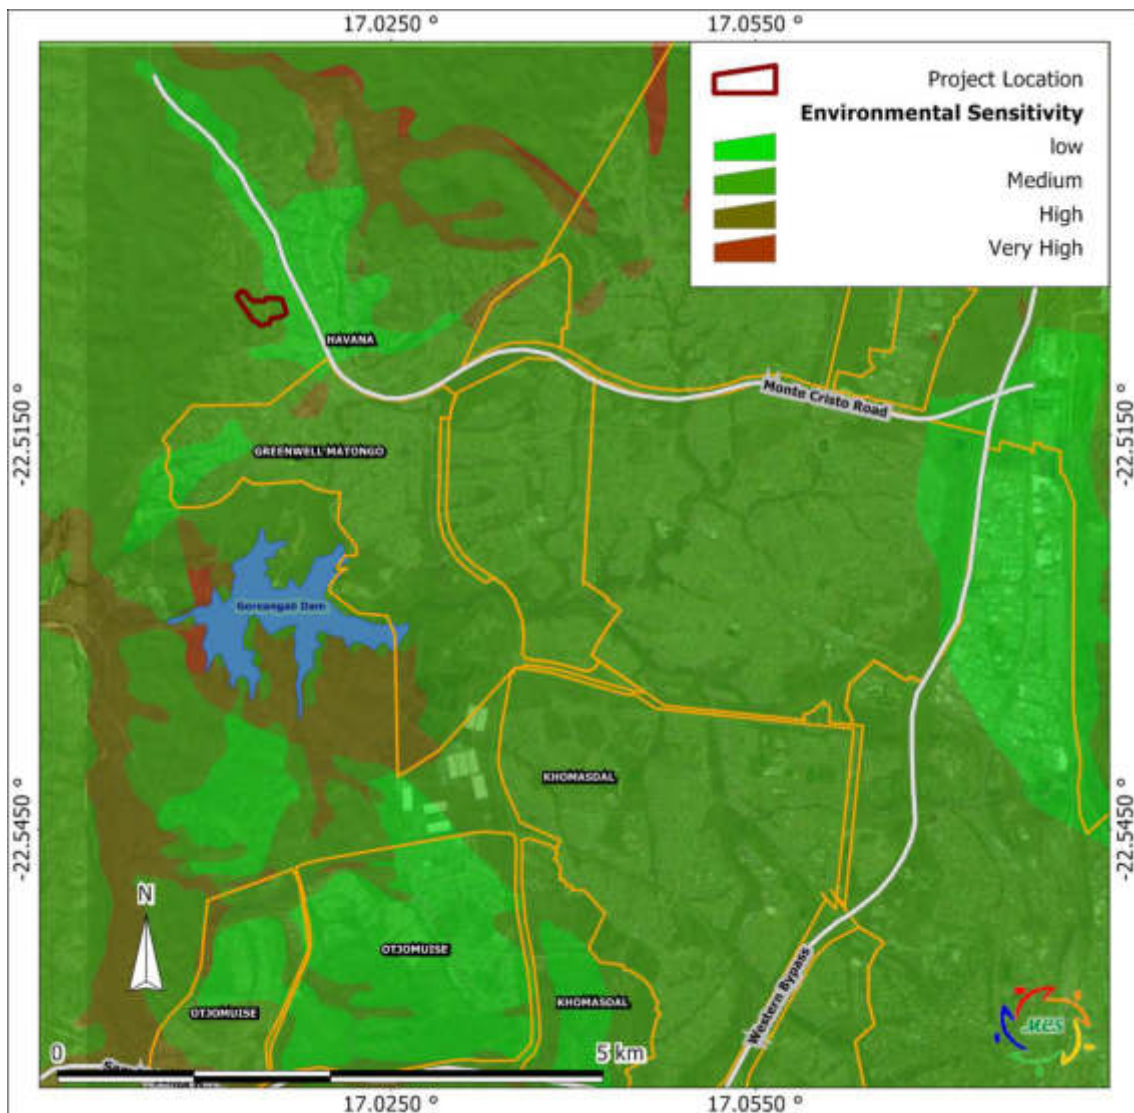 17.0250 °
17.0550 °
Project Location
Environmental Sensitivity
low
Medium
High
Very High
HAVANA
Monte Cristo Road
-22.5150 °
-22.5150 °
GREENWELL MATONGO
Goreangab Dam
KHOMASDAL
-22.5450 °
-22.5450 °
N
OTJOMUISE
Western Bypass
KHOMASDAL
OTJOMUISE
MCS
0
5 km
17.0250 °
17.0550 °